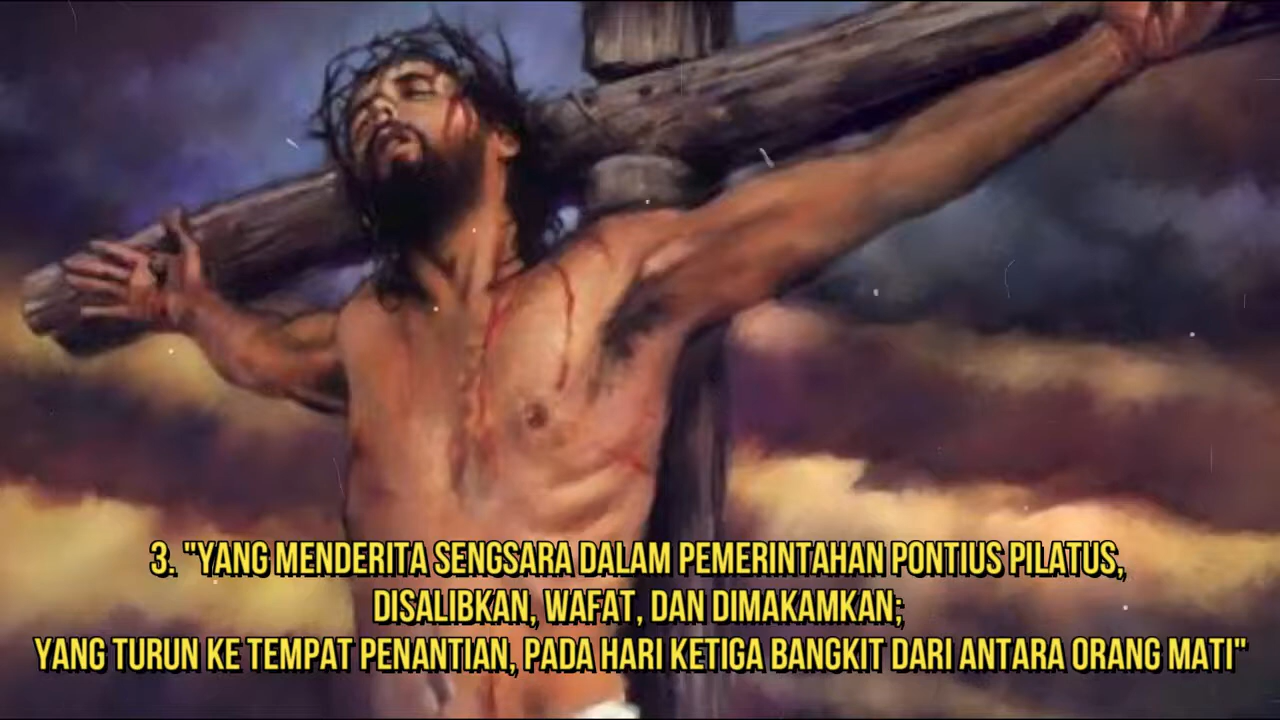 3. "YANG MENDERITA SENGSARA DALAM PEMERINTAHAN PONTIUS PILATUS,
DISALIBKAN, WAFAT, DAN DIMAKAMKAN;
YANG TURUN KE TEMPAT PENANTIAN, PADA HARI KETIGA BANGKIT DARI ANTARA ORANG MATI"